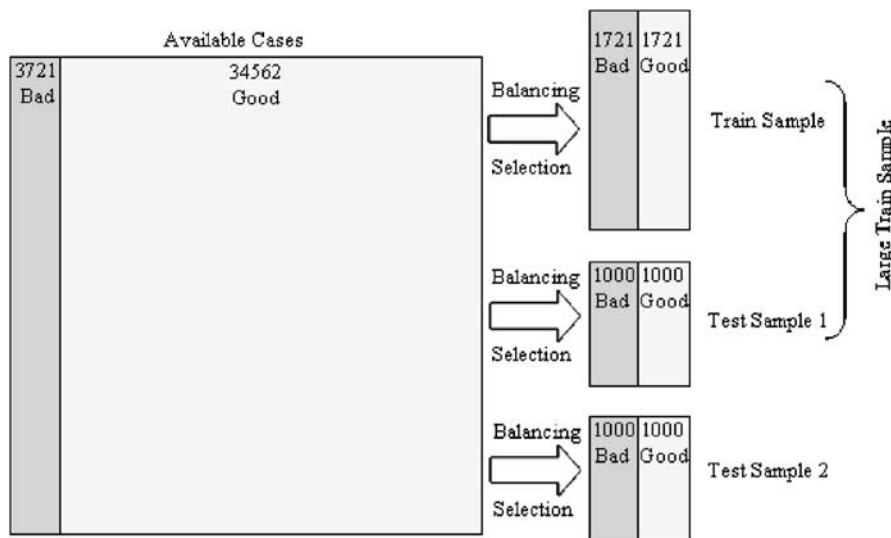 Available Cases
3721
Bad
34562
Good
Balancing
Selection
1721 1721
Bad Good
Train Sample
Balancing
Selection
1000 1000
Bad Good
Test Sample 1
Large Train Sample
Balancing
Selection
1000 1000
Bad Good
Test Sample 2